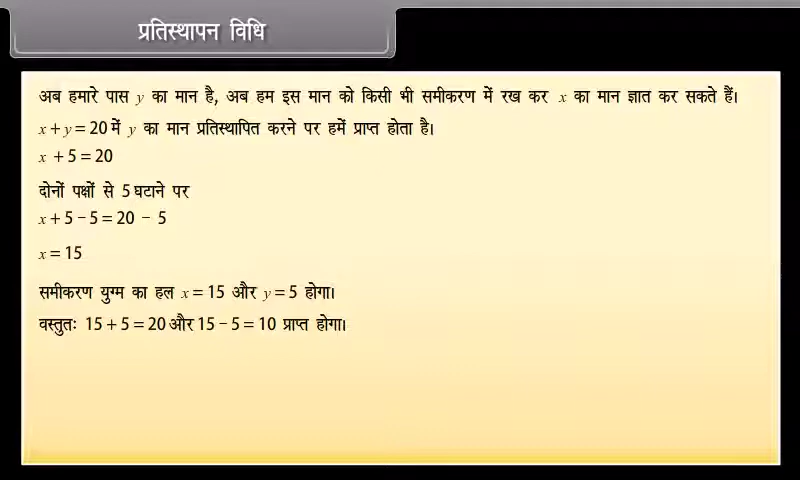 प्रतिस्थापन विधि
अब हमारे पास y का मान है, अब हम इस मान को किसी भी समीकरण में रख कर x का मान ज्ञात कर सकते हैं।
x + y = 20 में y का मान प्रतिस्थापित करने पर हमें प्राप्त होता है।
x + 5 = 20
दोनों पक्षों से 5 घटाने पर
x + 5 – 5 = 20 – 5
x = 15
समीकरण युग्म का हल x = 15 और y = 5 होगा।
वस्तुतः 15 + 5 = 20 और 15 – 5 = 10 प्राप्त होगा।